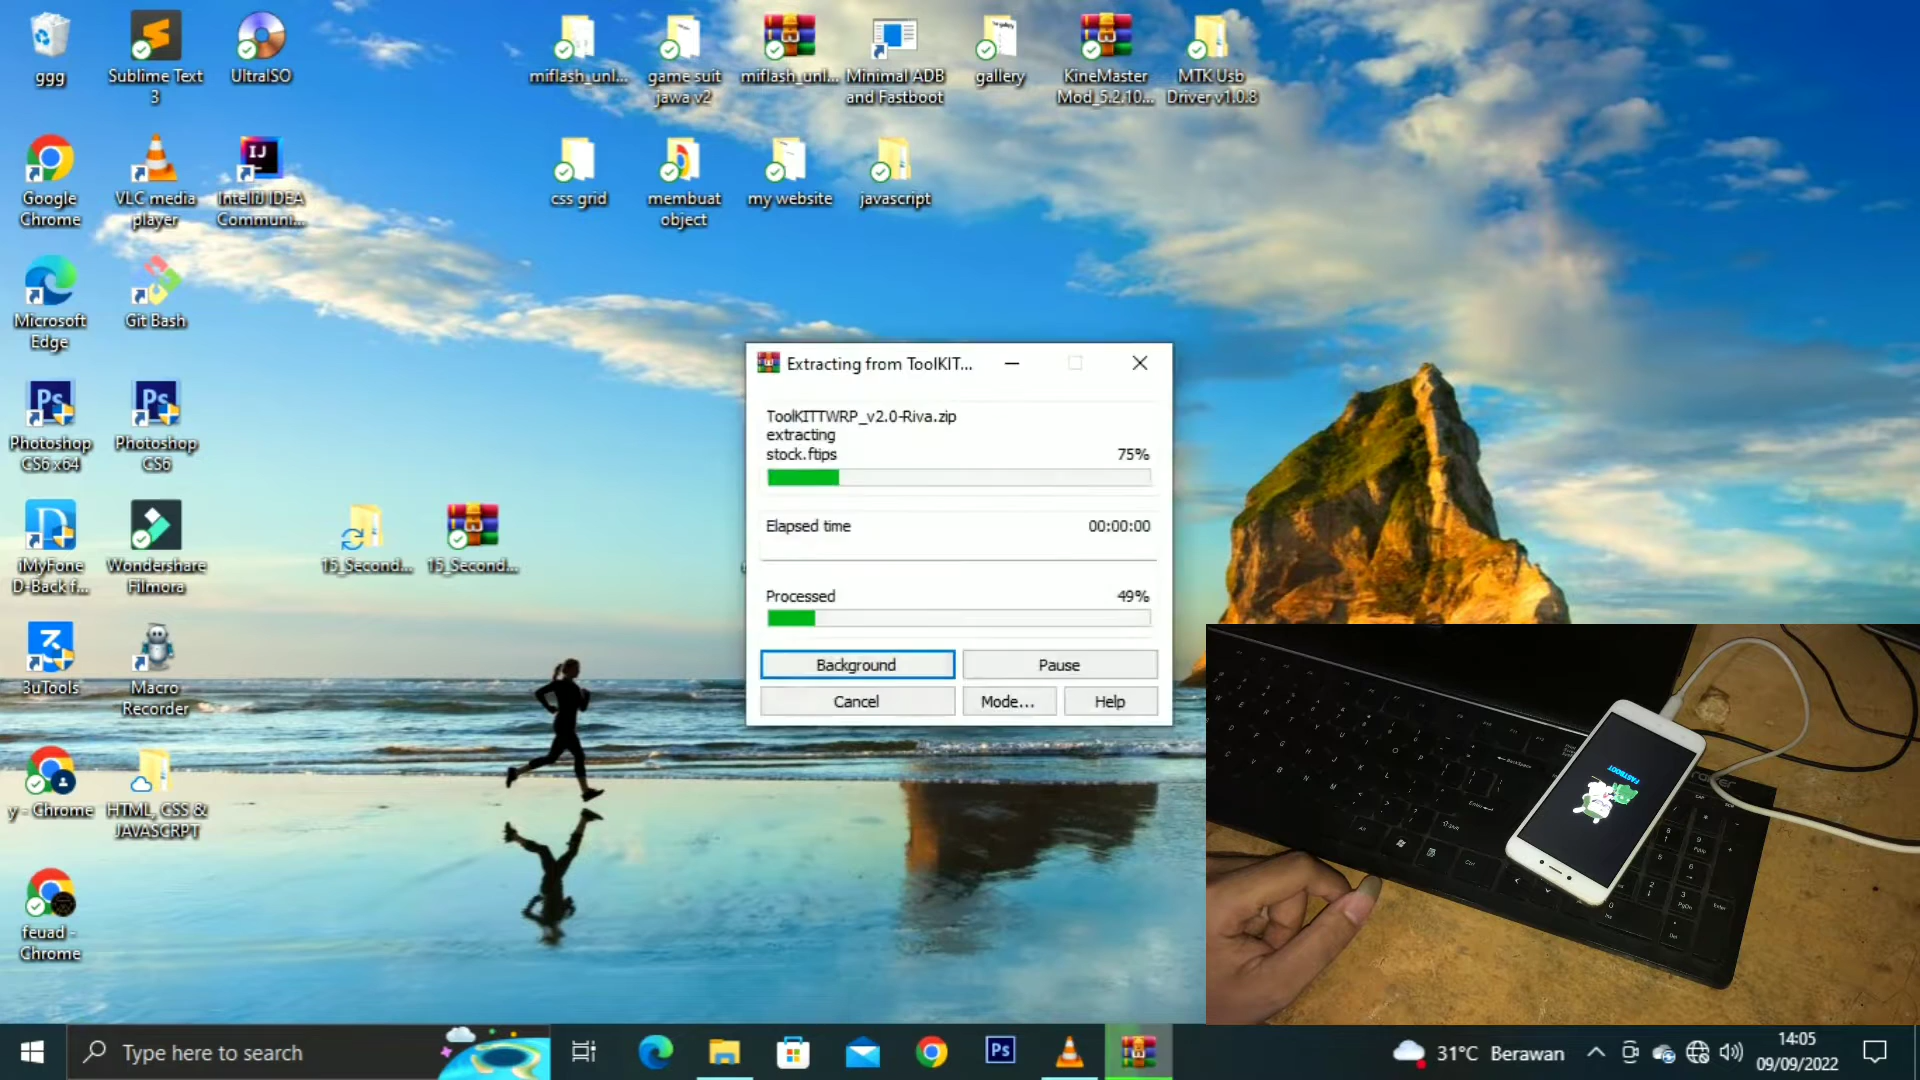 ggg
Sublime Text
3
UltraISO
miflash_unl...
game suit
jawa v2
miflash_unl...
Minimal ADB
and Fastboot
gallery
KineMaster
Mod_5.2.10...
MTK Usb
Driver v1.0.8
Google
Chrome
VLC media
player
IntelliJ IDEA
Communi...
css grid
membuat
object
my website
javascript
Microsoft
Edge
Git Bash
Photoshop
CS6 x64
Photoshop
CS6
iMyFone
D-Back f...
Wondershare
Filmora
15_Second...
15_Second...
3uTools
Macro
Recorder
y - Chrome
HTML, CSS &
JAVASCRPT
feuad -
Chrome
Extracting from ToolKIT...
ToolKITTWRP_v2.0-Riva.zip
extracting
stock.ftips 75%
Elapsed time 00:00:00
Processed 49%
Background Pause
Cancel Mode... Help
FASTBOOT
Type here to search
31°C Berawan
14:05
09/09/2022